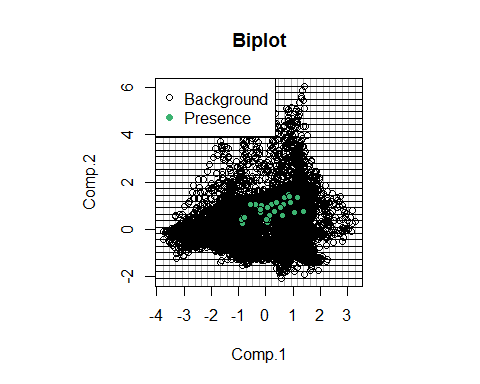 Biplot
Background
Presence
Comp.2
6
4
2
0
-2
-4 -3 -2 -1 0 1 2 3
Comp.1